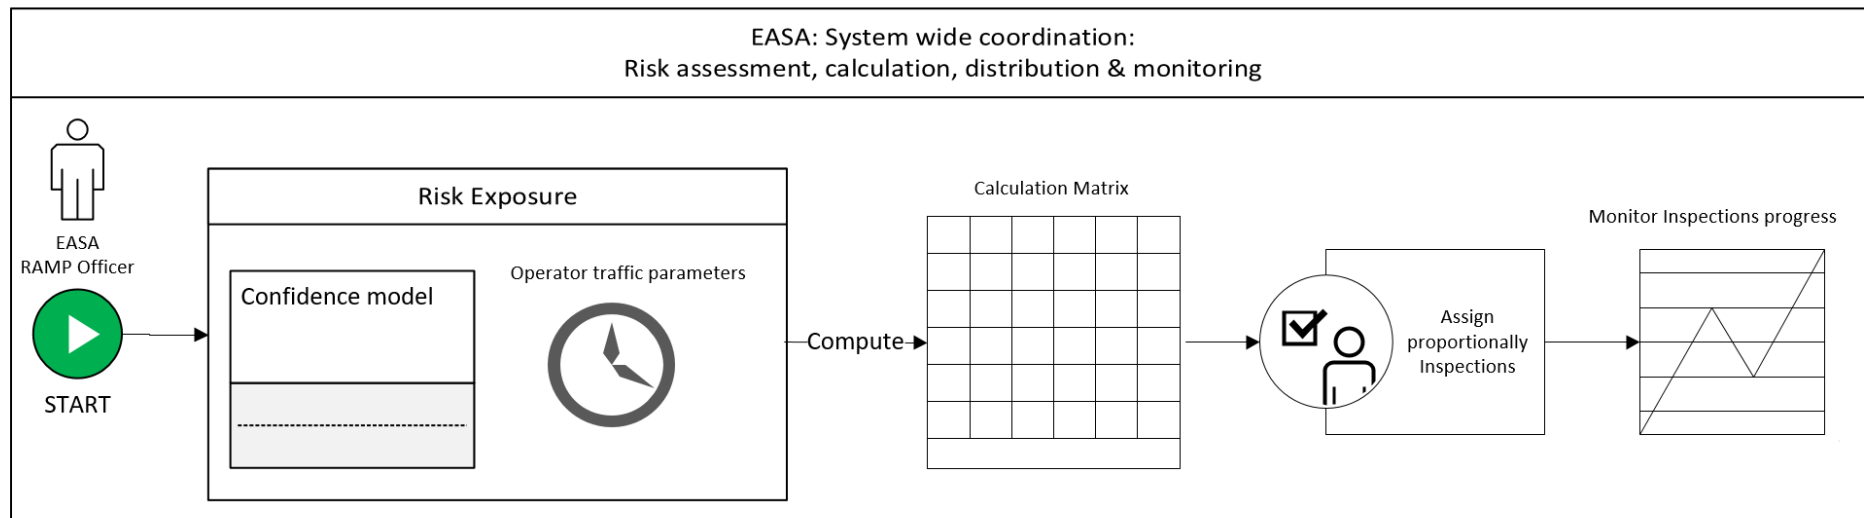 EASA: System wide coordination:
Risk assessment, calculation, distribution & monitoring
EASA
RAMP Officer
START
Risk Exposure
Confidence model
Operator traffic parameters
Compute
Calculation Matrix
Assign
proportionally
Inspections
Monitor Inspections progress